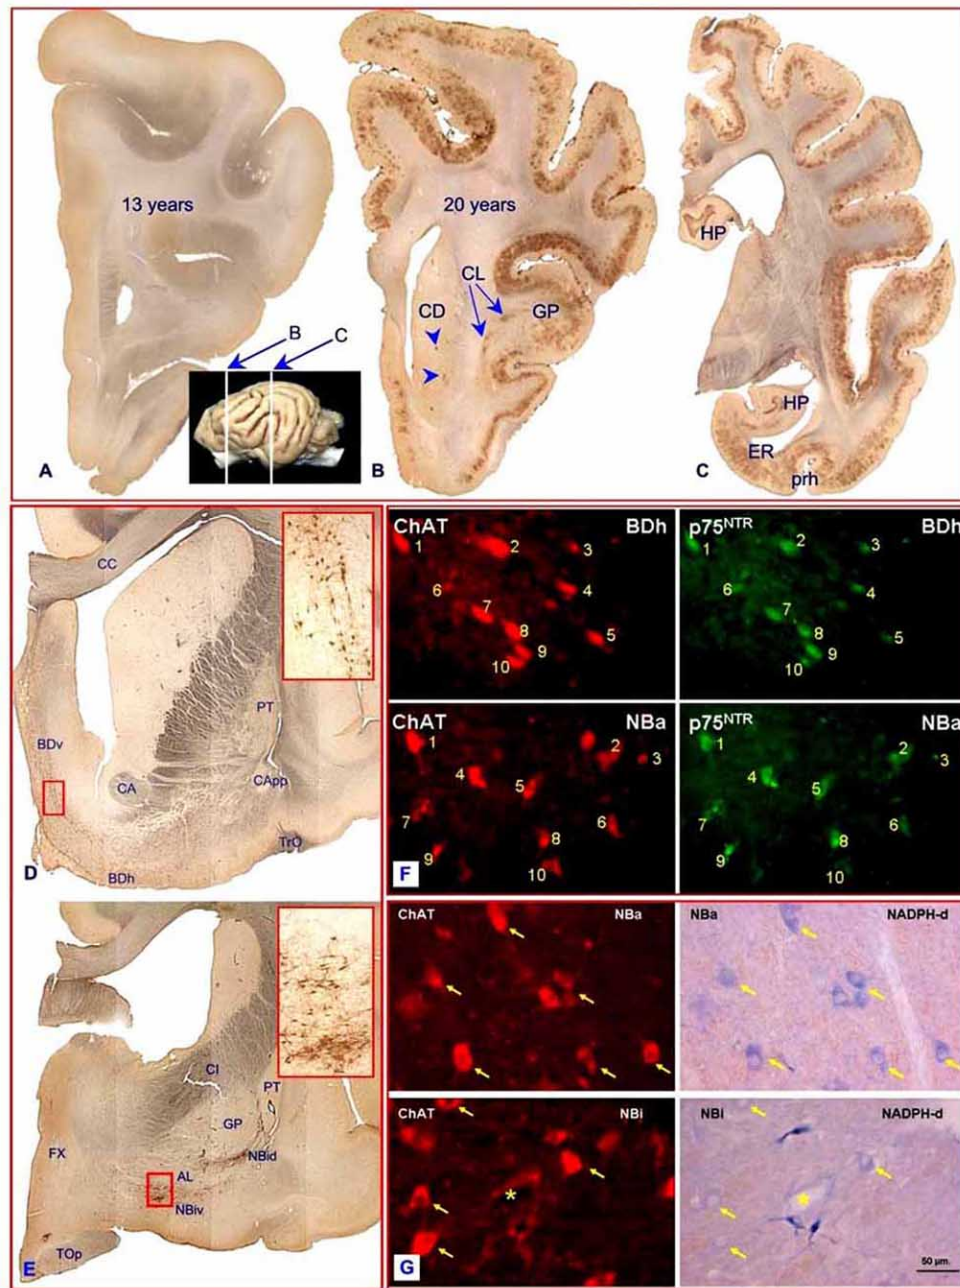 13 years
B
C
A
20 years
CL
CD
GP
B
HP
HP
ER
prh
C
CC
PT
BDv
CA
CApp
TrO
D
BDh
CI
PT
GP
FX
NBid
AL
NBiv
TOp
E
ChAT BDh
1
2
3
6
4
7
8
5
9
10
p75NTR BDh
1
2
3
6
4
7
8
5
9
10
ChAT NBa
1
2
3
4
5
7
6
8
9
10
F
p75NTR NBa
1
2
3
4
5
7
6
8
9
10
ChAT NBa
NBa NADPH-d
ChAT NBi
*
G
NBi NADPH-d
50 µm.